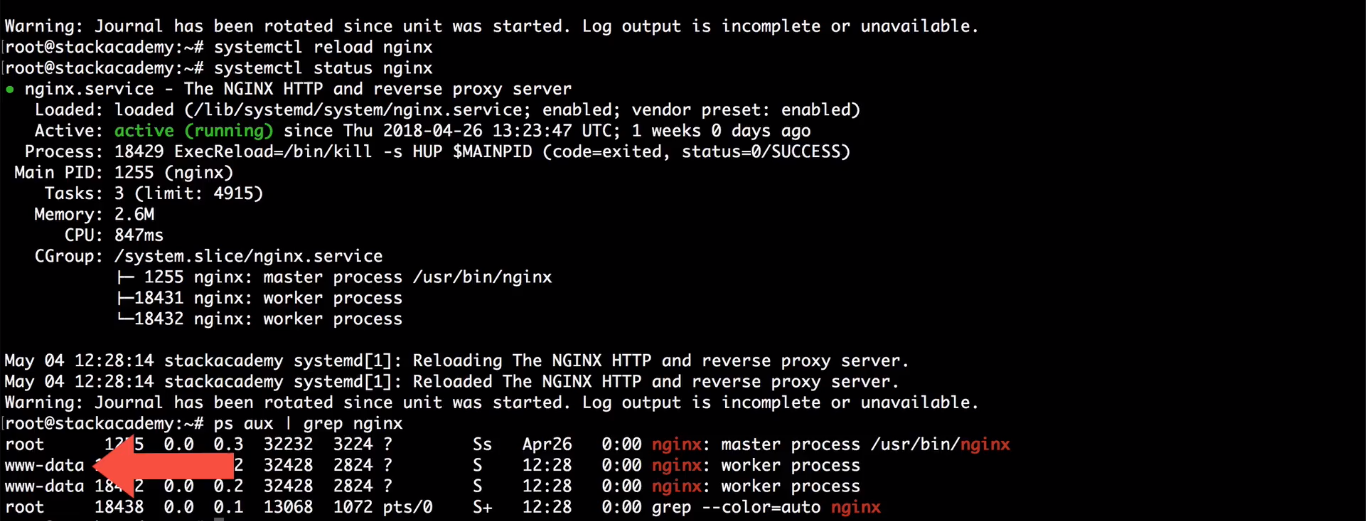 Warning: Journal has been rotated since unit was started. Log output is incomplete or unavailable.
[root@stackacademy:~# systemctl reload nginx
[root@stackacademy:~# systemctl status nginx
● nginx.service - The NGINX HTTP and reverse proxy server
Loaded: loaded (/lib/systemd/system/nginx.service; enabled; vendor preset: enabled)
Active: active (running) since Thu 2018-04-26 13:23:47 UTC; 1 weeks 0 days ago
Process: 18429 ExecReload=/bin/kill -s HUP $MAINPID (code=exited, status=0/SUCCESS)
Main PID: 1255 (nginx)
Tasks: 3 (limit: 4915)
Memory: 2.6M
CPU: 847ms
CGroup: /system.slice/nginx.service
├─ 1255 nginx: master process /usr/bin/nginx
├─18431 nginx: worker process
└─18432 nginx: worker process
May 04 12:28:14 stackacademy systemd[1]: Reloading The NGINX HTTP and reverse proxy server.
May 04 12:28:14 stackacademy systemd[1]: Reloaded The NGINX HTTP and reverse proxy server.
Warning: Journal has been rotated since unit was started. Log output is incomplete or unavailable.
[root@stackacademy:~# ps aux | grep nginx
root 1255 0.0 0.3 32232 3224 ? Ss Apr26 0:00 nginx: master process /usr/bin/nginx
www-data 32428 2824 ? S 12:28 0:00 nginx: worker process
www-data 18432 0.0 0.2 32428 2824 ? S 12:28 0:00 nginx: worker process
root 18438 0.0 0.1 13068 1072 pts/0 S+ 12:28 0:00 grep --color=auto nginx